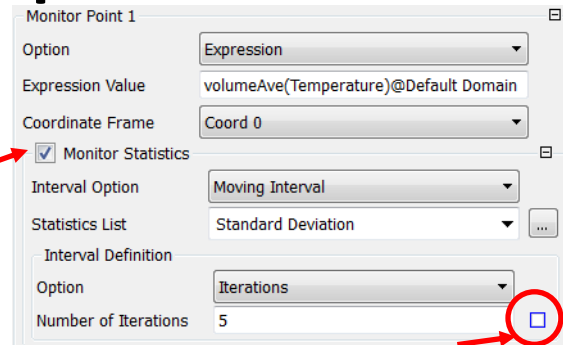 Monitor Point 1
Option Expression
Expression Value volumeAve(Temperature)@Default Domain
Coordinate Frame Coord 0
Monitor Statistics
Interval Option Moving Interval
Statistics List Standard Deviation ...
Interval Definition
Option Iterations
Number of Iterations 5